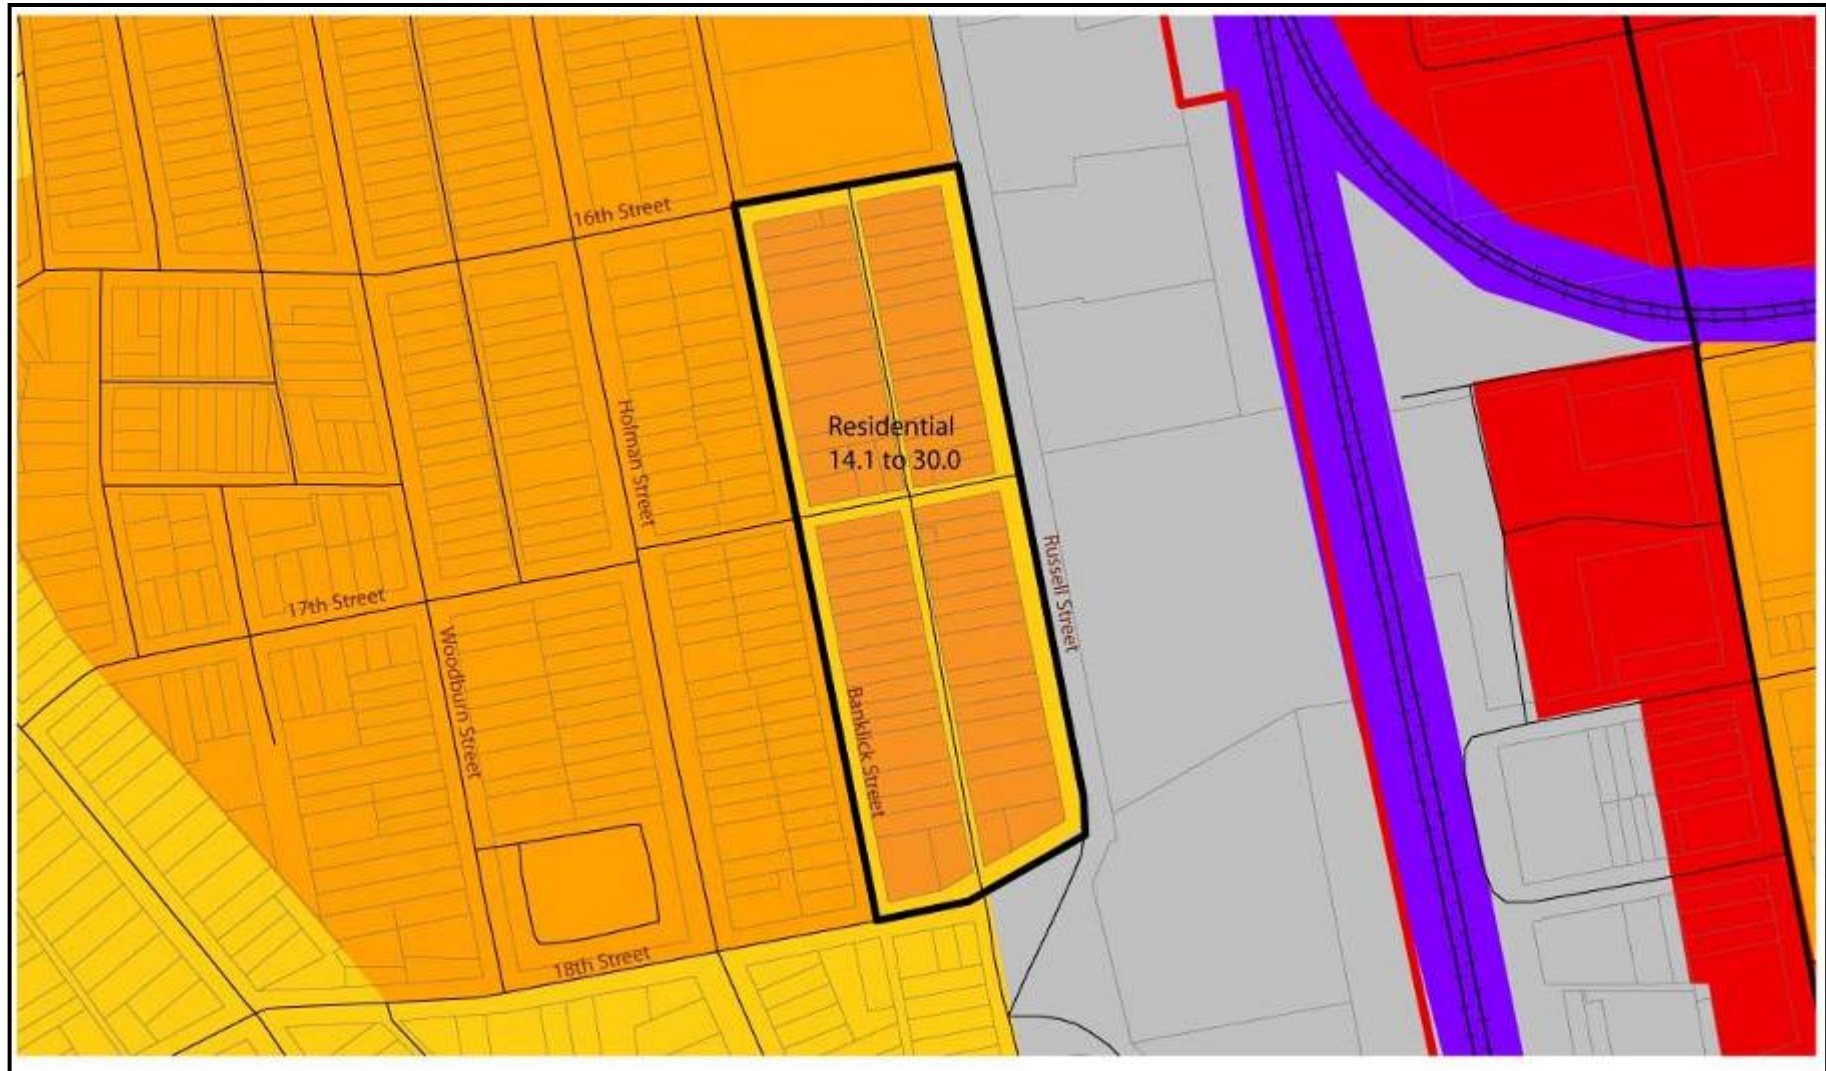 16th Street
Holman Street
Residential
14.1 to 30.0
Russell Street
17th Street
Woodburn Street
Banklick Street
18th Street